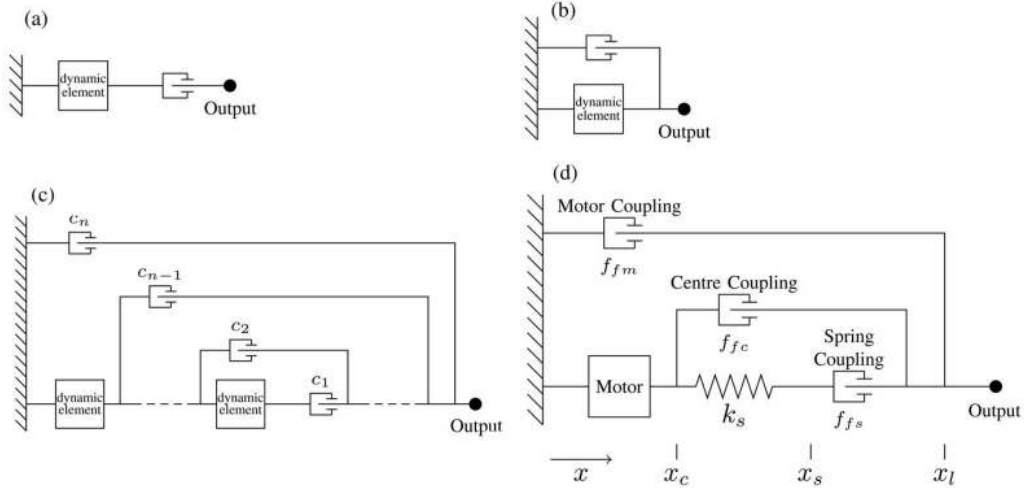 (a)
dynamic
element
Output
(b)
dynamic
element
Output
(c)
c_n
c_{n-1}
c_2
c_1
dynamic
element
dynamic
element
Output
(d)
Motor Coupling
f_{fm}
Centre Coupling
f_{fc}
Spring
Coupling
f_{fs}
Motor
k_s
Output
x
x_c
x_s
x_l